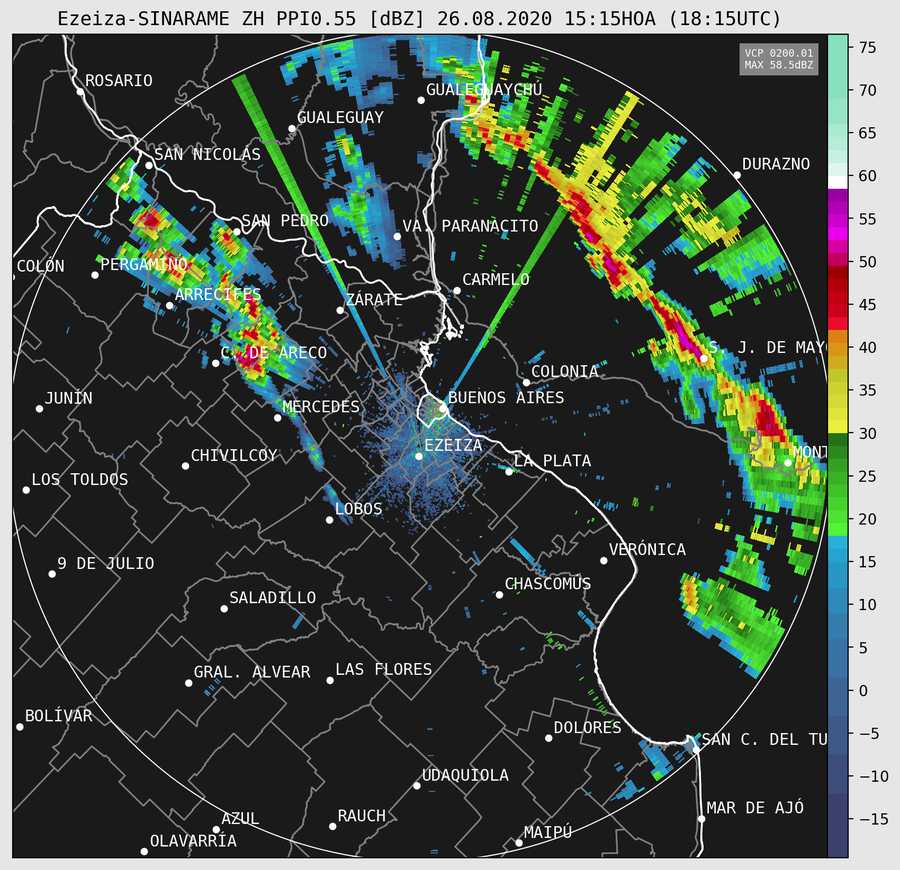 Ezeiza-SINARAME ZH PPI0.55 [dBZ] 26.08.2020 15:15HOA (18:15UTC)
VCP 0200.01
MAX 58.5dBZ
75
ROSARIO
GUALEGUAYCHÚ
70
GUALEGUAY
65
SAN NICOLAS
DURAZNO
60
SAN PEDRO
VA. PARANACITO
55
COLÓN
PERGAMINO
CARMELO
50
ARRECIFES
ZÁRATE
45
C. DE ARECO
S. J. DE MAY
40
COLONIA
JUNÍN
MERCEDES
BUENOS AIRES
35
EZEIZA
MONT
30
CHIVILCOY
LA PLATA
LOS TOLDOS
25
LOBOS
20
VERÓNICA
15
9 DE JULIO
CHASCOMÚS
10
SALADILLO
5
GRAL. ALVEAR
LAS FLORES
0
BOLÍVAR
DOLORES
−5
SAN C. DEL TU
UDAQUIOLA
−10
MAR DE AJÓ
AZUL
RAUCH
−15
OLAVARRÍA
MAIPÚ